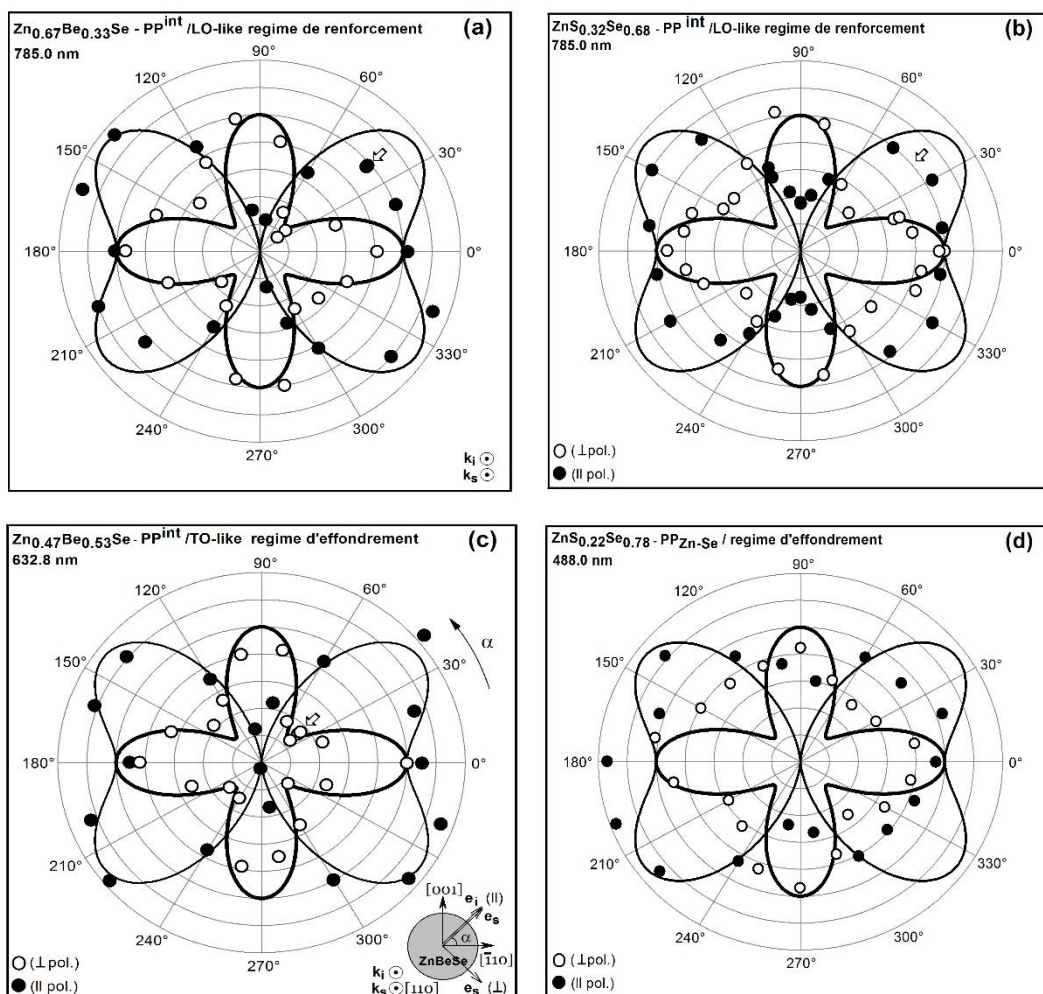 Zn0.67Be0.33Se - PPint /LO-like regime de renforcement (a)
785.0 nm
90°
120° 60°
150° 30°
180° 0°
210° 330°
240° 300°
270°
ki ⊙
ks ⊙
ZnS0.32Se0.68 - PP int /LO-like regime de renforcement (b)
785.0 nm
90°
120° 60°
150° 30°
180° 0°
210° 330°
240° 300°
270°
(⊥pol.)
(ll pol.)
Zn0.47Be0.53Se - PPint /TO-like regime d'effondrement (c)
632.8 nm
90°
120° 60°
α
150° 30°
180° 0°
210° 330°
240° 300°
270°
[001]
ei (ll)
es
α
[1̅10]
ZnBeSe
es (⊥)
ki ⊙
ks ⊙ [110]
(⊥pol.)
(ll pol.)
ZnS0.22Se0.78 - PPZn-Se / regime d'effondrement (d)
488.0 nm
90°
120° 60°
150° 30°
180° 0°
210° 330°
240° 300°
270°
(⊥pol.)
(ll pol.)